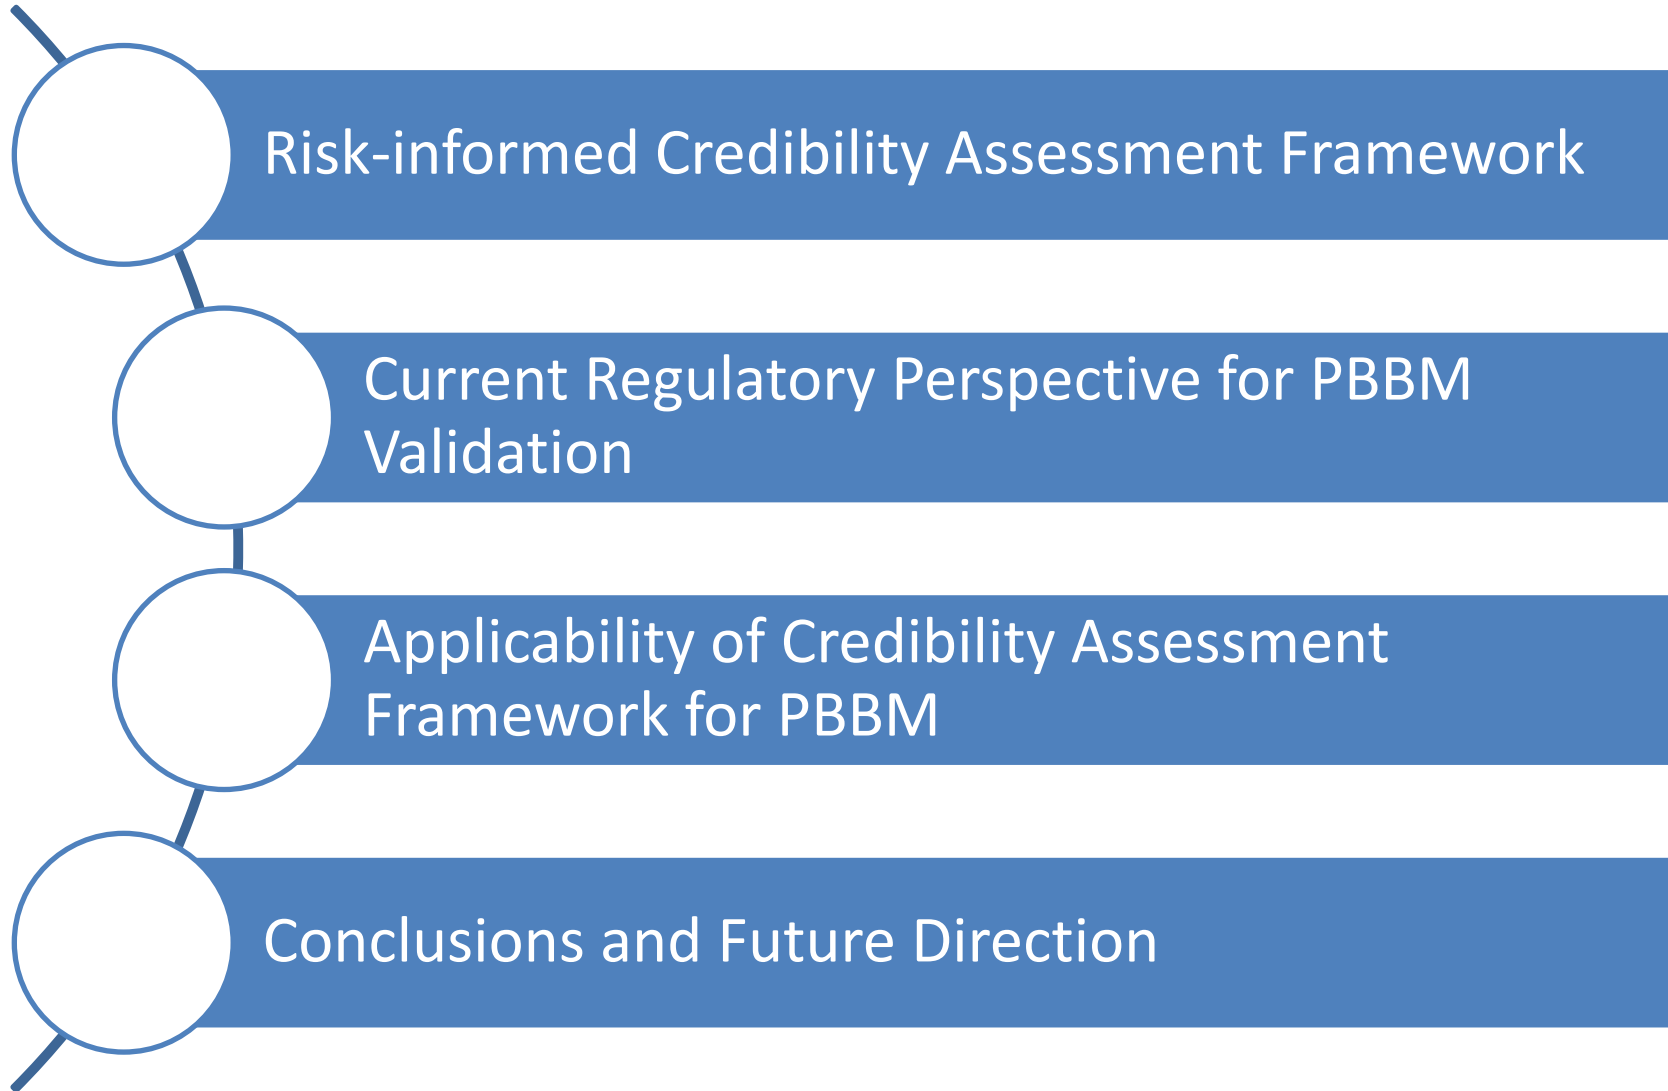 Risk-informed Credibility Assessment Framework
Current Regulatory Perspective for PBBM
Validation
Applicability of Credibility Assessment
Framework for PBBM
Conclusions and Future Direction